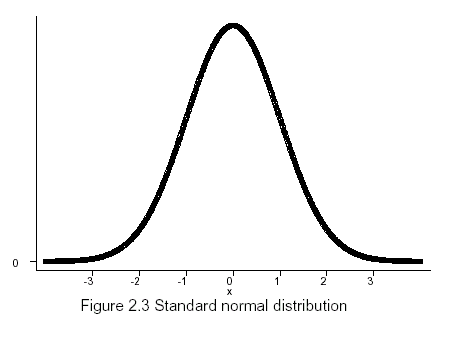 0
-3 -2 -1 0 1 2 3
x
Figure 2.3 Standard normal distribution